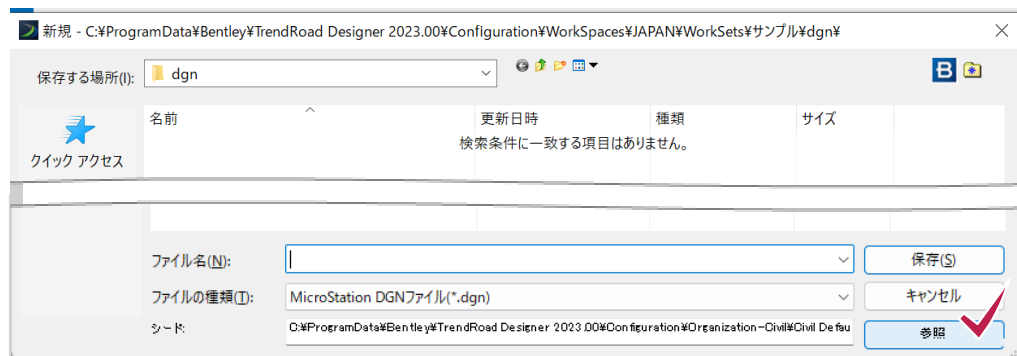 新規 - C:¥ProgramData¥Bentley¥TrendRoad Designer 2023.00¥Configuration¥WorkSpaces¥JAPAN¥WorkSets¥サンプル¥dgn¥
保存する場所(I): dgn
名前 更新日時 種類 サイズ
検索条件に一致する項目はありません。
クイック アクセス
ファイル名(N): 保存(S)
ファイルの種類(T): MicroStation DGNファイル(*.dgn) キャンセル
シード: C:¥ProgramData¥Bentley¥TrendRoad Designer 2023.00¥Configuration¥Organization-Civil¥Civil Defau 参照